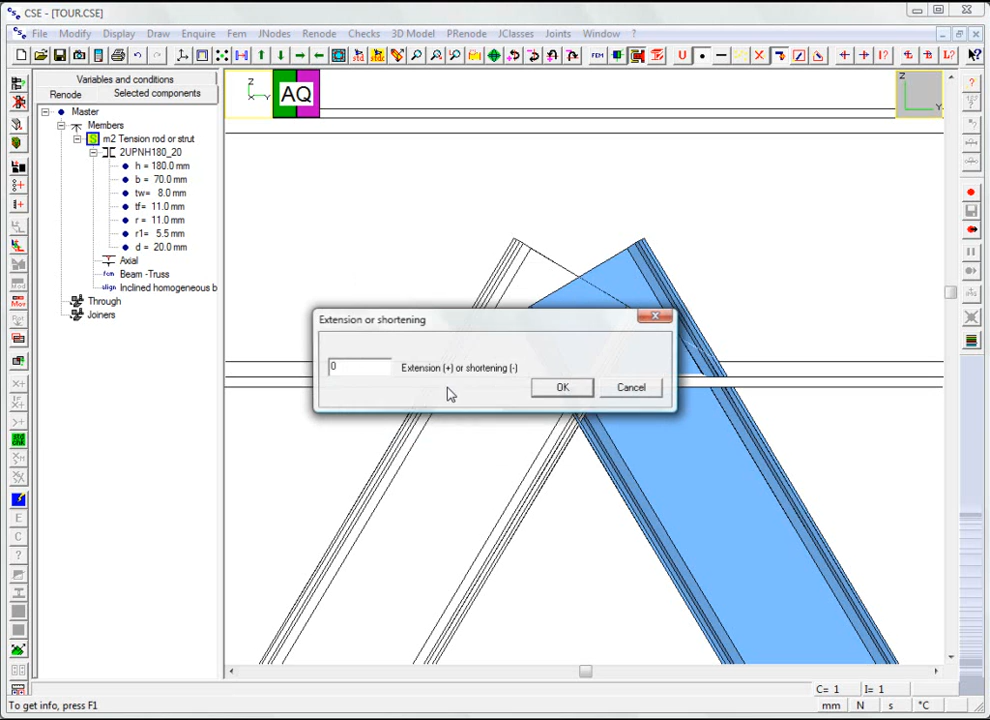 CSE - [TOUR.CSE]
File Modify Display Draw Enquire Fem JNodes Renode Checks 3D Model PRenode JClasses Joints Window ?
Variables and conditions
Renode Selected components
Master
Members
m2 Tension rod or strut
2UPNH180_20
h = 180.0 mm
b = 70.0 mm
tw= 8.0 mm
tf= 11.0 mm
r = 11.0 mm
r1= 5.5 mm
d = 20.0 mm
Axial
Beam -Truss
Inclined homogeneous b
Through
Joiners
Z
X Y
AQ
Z
Y
Extension or shortening
0
Extension (+) or shortening (-)
OK Cancel
C= 1 I= 1
To get info, press F1
mm N s °C